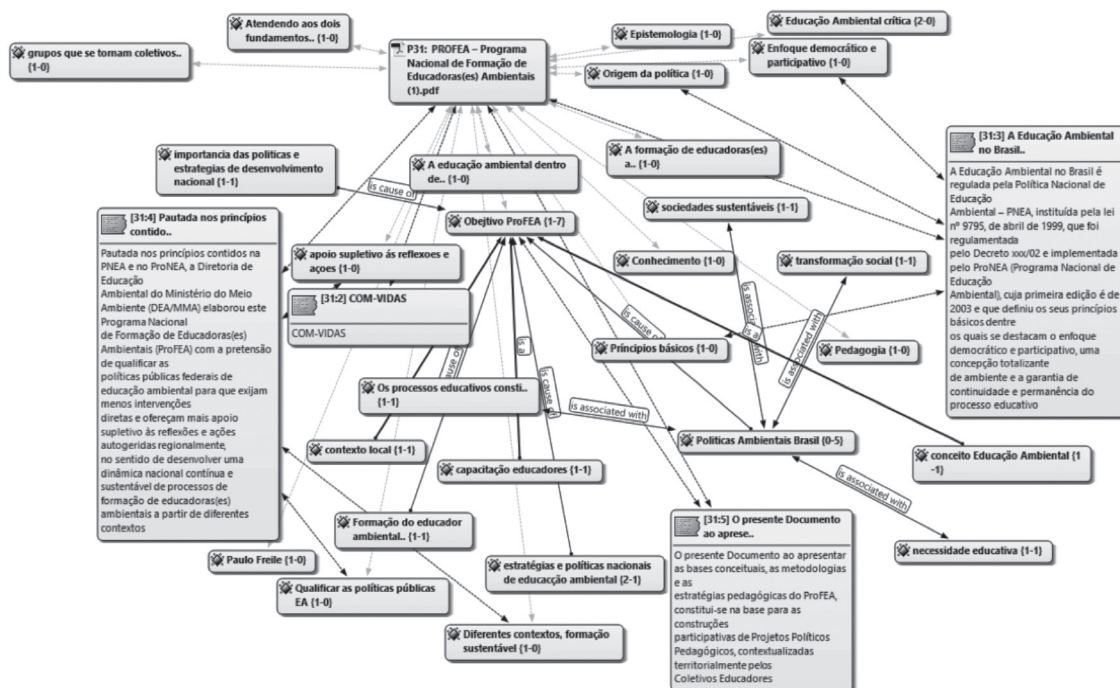 Atendendo aos dois
fundamentos.. {1-0}
grupos que se tornam coletivos..
{1-0}
P31: PROFEA – Programa
Nacional de Formação de
Educadoras(es) Ambientais
(1).pdf
Epistemologia {1-0}
Educação Ambiental crítica {2-0}
Enfoque democrático e
participativo {1-0}
Origem da política {1-0}
importancia das políticas e
estrategias de desenvolvimento
nacional {1-1}
A educação ambiental dentro
de.. {1-0}
A formação de educadoras(es)
a.. {1-0}
is cause of
Obejtivo ProFEA {1-7}
sociedades sustentáveis {1-1}
[31:3] A Educação Ambiental
no Brasil..
A Educação Ambiental no Brasil é
regulada pela Política Nacional de
Educação
Ambiental – PNEA, instituída pela lei
nº 9795, de abril de 1999, que foi
regulamentada
pelo Decreto xxx/02 e implementada
pelo ProNEA (Programa Nacional de
Educação
Ambiental), cuja primeira edição é de
2003 e que definiu os seus princípios
básicos dentre
os quais se destacam o enfoque
democrático e participativo, uma
concepção totalizante
de ambiente e a garantia de
continuidade e permanência do
processo educativo
[31:4] Pautada nos princípios
contido..
Pautada nos princípios contidos na
PNEA e no ProNEA, a Diretoria de
Educação
Ambiental do Ministério do Meio
Ambiente (DEA/MMA) elaborou este
Programa Nacional
de Formação de Educadoras(es)
Ambientais (ProFEA) com a pretensão
de qualificar as
políticas públicas federais de
educação ambiental para que exijam
menos intervenções
diretas e ofereçam mais apoio
supletivo às reflexões e ações
autogeridas regionalmente,
no sentido de desenvolver uma
dinâmica nacional contínua e
sustentável de processos de
formação de educadoras(es)
ambientais a partir de diferentes
contextos
apoio supletivo ás reflexoes e
açoes {1-0}
Conhecimento {1-0}
transformação social {1-1}
[31:2] COM-VIDAS
COM-VIDAS
is a
is cause
Princípios básicos {1-0}
is associated with
Pedagogia {1-0}
Os processos educativos consti..
{1-1}
is cause of
is associated with
contexto local {1-1}
capacitação educadores {1-1}
Políticas Ambientais Brasil {0-5}
conceito Educação Ambiental {1
-1}
is associated with
Formação do educador
ambiental.. {1-1}
[31:5] O presente Documento
ao aprese..
O presente Documento ao apresentar
as bases conceituais, as metodologias
e as
estratégias pedagógicas do ProFEA,
constitui-se na base para as
construções
participativas de Projetos Políticos
Pedagógicos, contextualizadas
territorialmente pelos
Coletivos Educadores
necessidade educativa {1-1}
Paulo Freile {1-0}
estratégias e políticas nacionais
de educacção ambiental {2-1}
Qualificar as políticas públicas
EA {1-0}
Diferentes contextos, formação
sustentável {1-0}